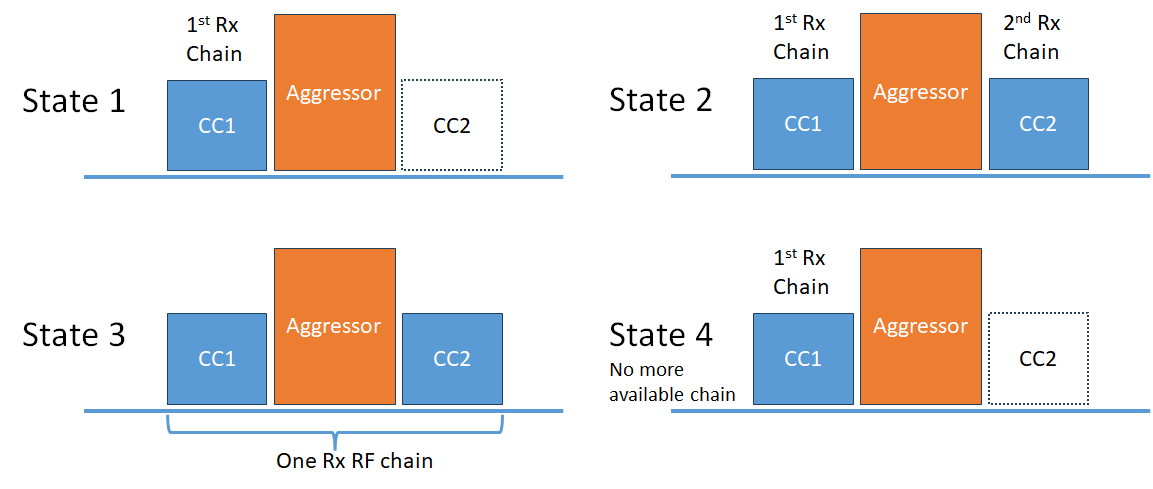 State 1
1st Rx
Chain
CC1
Aggressor
CC2
State 2
1st Rx
Chain
CC1
Aggressor
2nd Rx
Chain
CC2
State 3
CC1
Aggressor
CC2
One Rx RF chain
State 4
No more
available chain
1st Rx
Chain
CC1
Aggressor
CC2